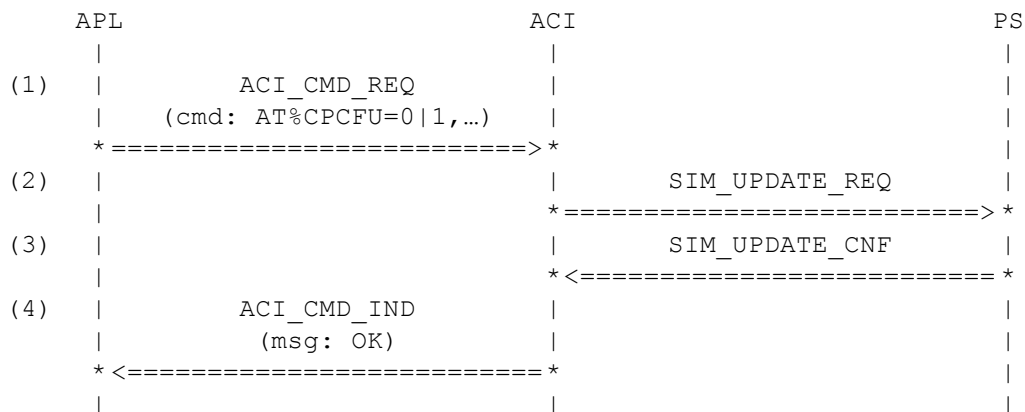 APL ACI PS
| | |
(1) | ACI_CMD_REQ | |
| (cmd: AT%CPCFU=0|1,…) | |
*==========================>* |
(2) | | SIM_UPDATE_REQ |
| *==========================>*
(3) | | SIM_UPDATE_CNF |
| *<==========================*
(4) | ACI_CMD_IND | |
| (msg: OK) | |
*<==========================* |
| | |